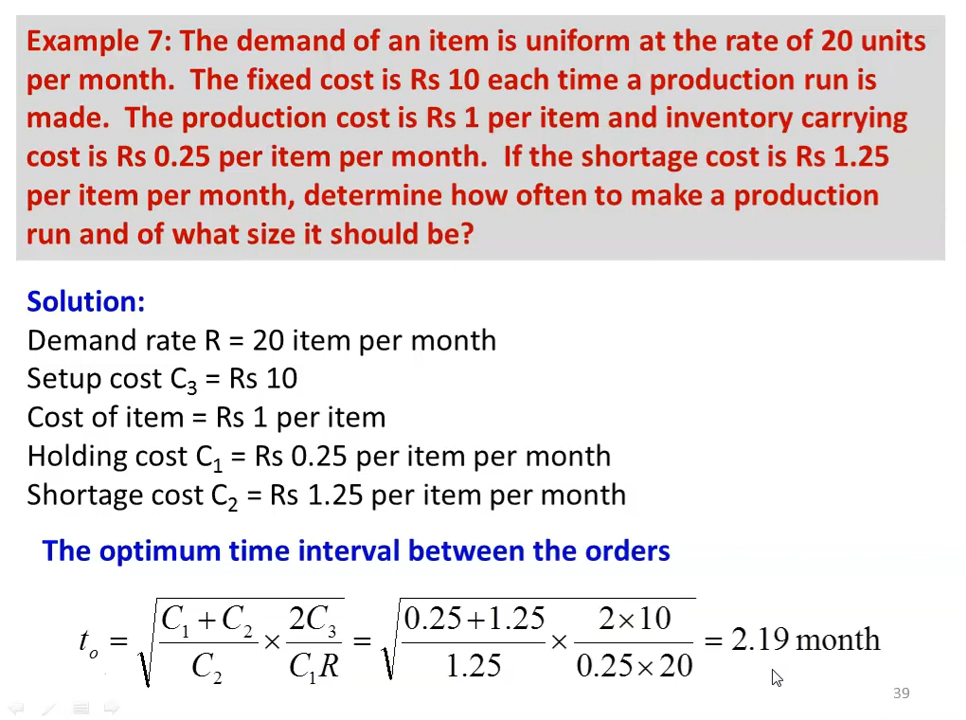 Example 7: The demand of an item is uniform at the rate of 20 units
per month. The fixed cost is Rs 10 each time a production run is
made. The production cost is Rs 1 per item and inventory carrying
cost is Rs 0.25 per item per month. If the shortage cost is Rs 1.25
per item per month, determine how often to make a production
run and of what size it should be?
Solution:
Demand rate R = 20 item per month
Setup cost C₃ = Rs 10
Cost of item = Rs 1 per item
Holding cost C₁ = Rs 0.25 per item per month
Shortage cost C₂ = Rs 1.25 per item per month
The optimum time interval between the orders
tₒ = √((C₁ + C₂)/C₂ × 2C₃/(C₁R)) = √((0.25 + 1.25)/1.25 × (2 × 10)/(0.25 × 20)) = 2.19 month
39